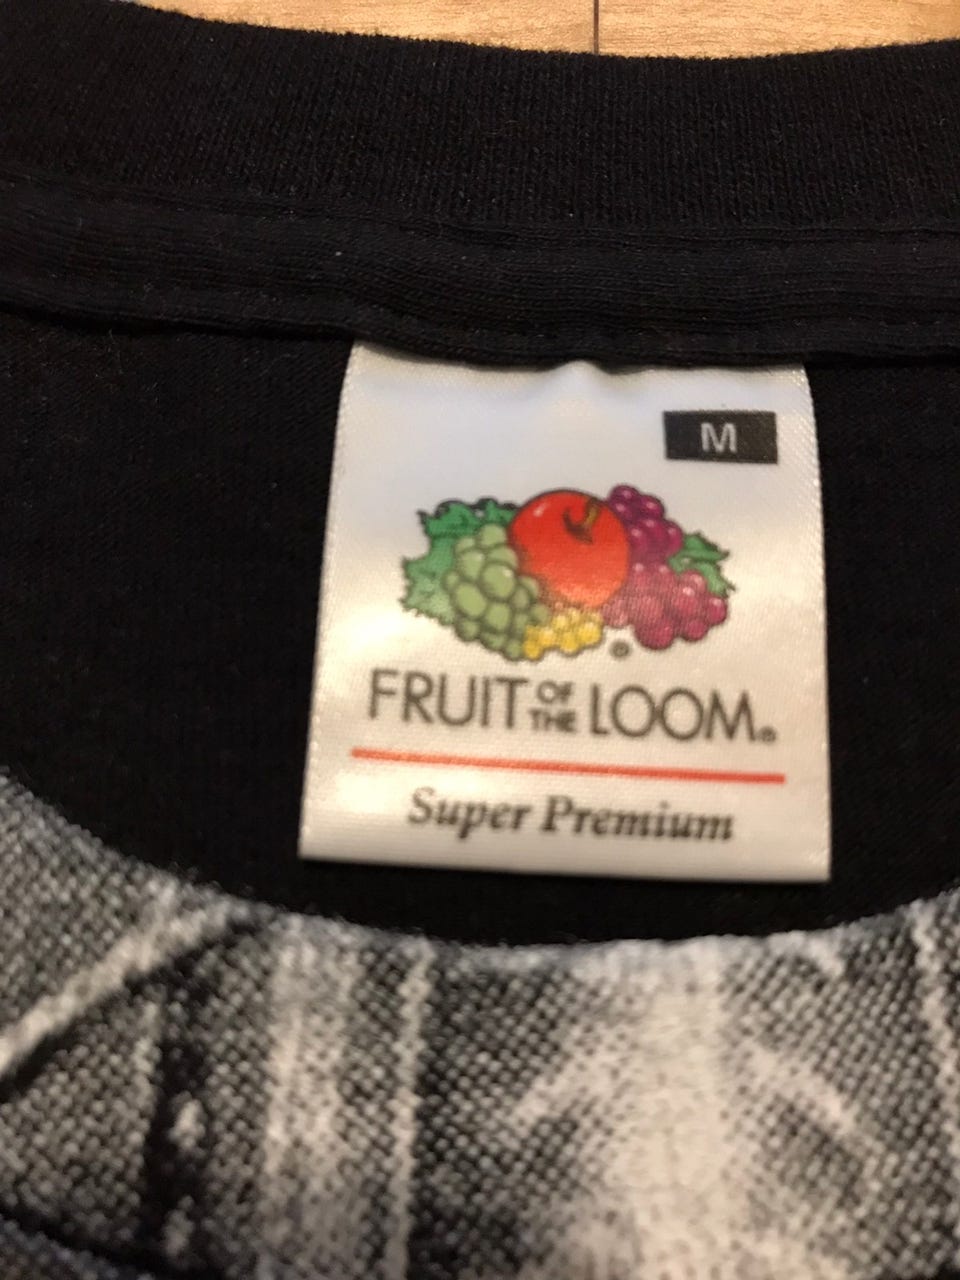 M
®
FRUIT OF THE LOOM®
Super Premium